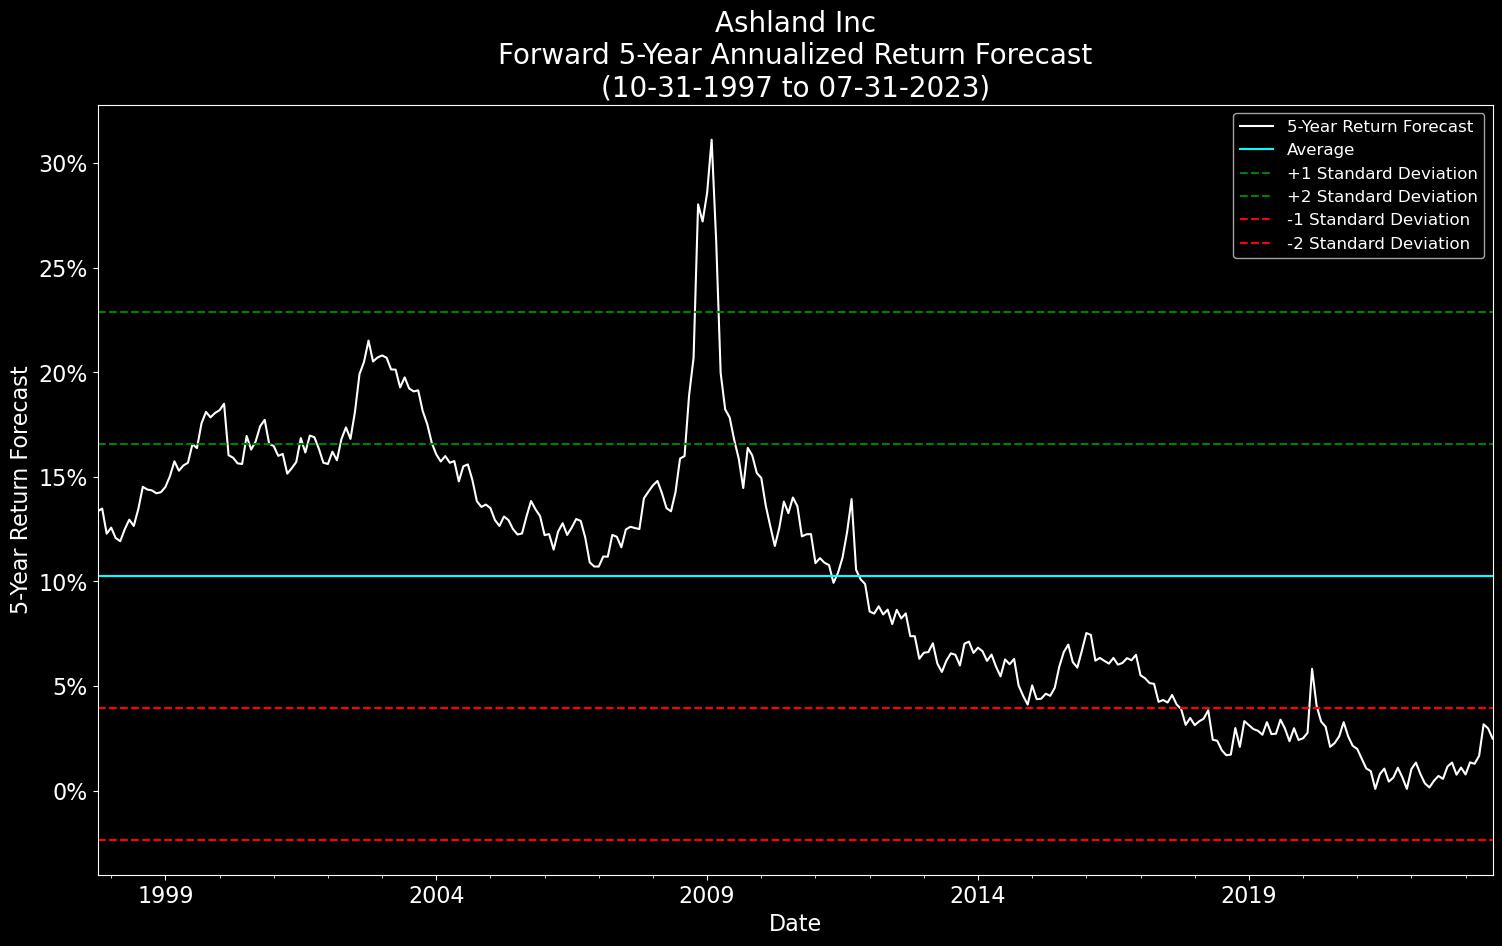 Ashland Inc
Forward 5-Year Annualized Return Forecast
(10-31-1997 to 07-31-2023)
5-Year Return Forecast
Average
+1 Standard Deviation
+2 Standard Deviation
-1 Standard Deviation
-2 Standard Deviation
30%
25%
20%
15%
10%
5%
0%
5-Year Return Forecast
1999
2004
2009
2014
2019
Date